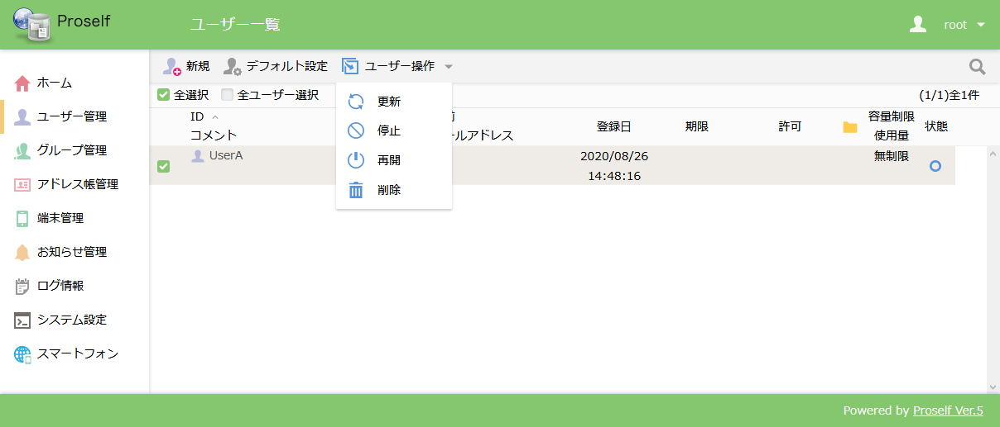 Proself
ユーザー一覧
root
新規 デフォルト設定 ユーザー操作
全選択 全ユーザー選択
(1/1)全1件
ホーム
ユーザー管理
グループ管理
アドレス帳管理
端末管理
お知らせ管理
ログ情報
システム設定
スマートフォン
更新
停止
再開
削除
ID
コメント
前
ールアドレス
登録日
期限
許可
容量制限
使用量
状態
UserA
2020/08/26
14:48:16
無制限
Powered by Proself Ver.5